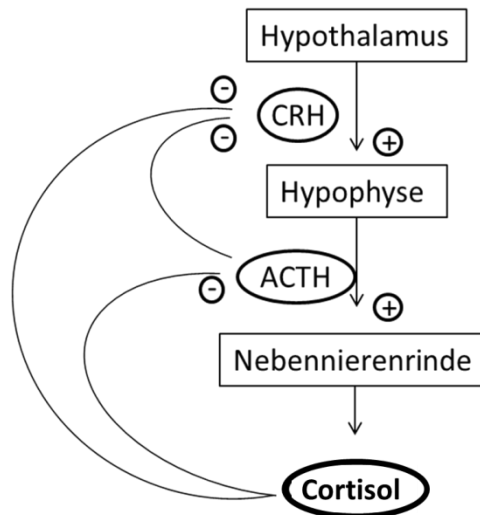 Hypothalamus
-
CRH
-
+
Hypophyse
ACTH
-
+
Nebennierenrinde
Cortisol